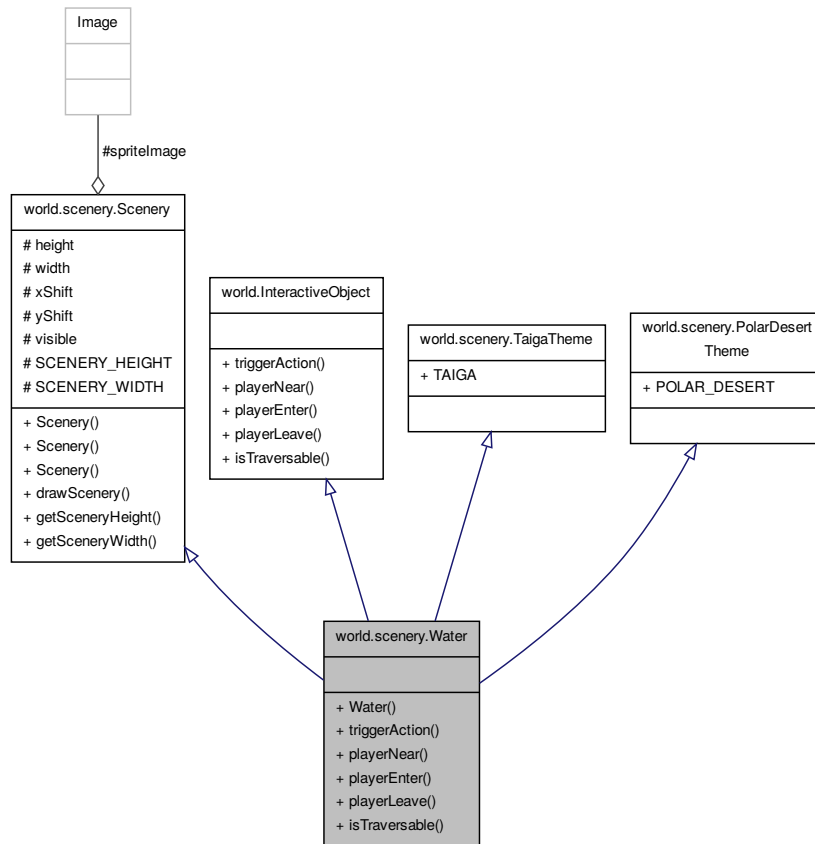 Image
#spriteImage
world.scenery.Scenery
# height
# width
# xShift
# yShift
# visible
# SCENERY_HEIGHT
# SCENERY_WIDTH
+ Scenery()
+ Scenery()
+ Scenery()
+ drawScenery()
+ getSceneryHeight()
+ getSceneryWidth()
world.InteractiveObject
+ triggerAction()
+ playerNear()
+ playerEnter()
+ playerLeave()
+ isTraversable()
world.scenery.TaigaTheme
+ TAIGA
world.scenery.PolarDesert
Theme
+ POLAR_DESERT
world.scenery.Water
+ Water()
+ triggerAction()
+ playerNear()
+ playerEnter()
+ playerLeave()
+ isTraversable()